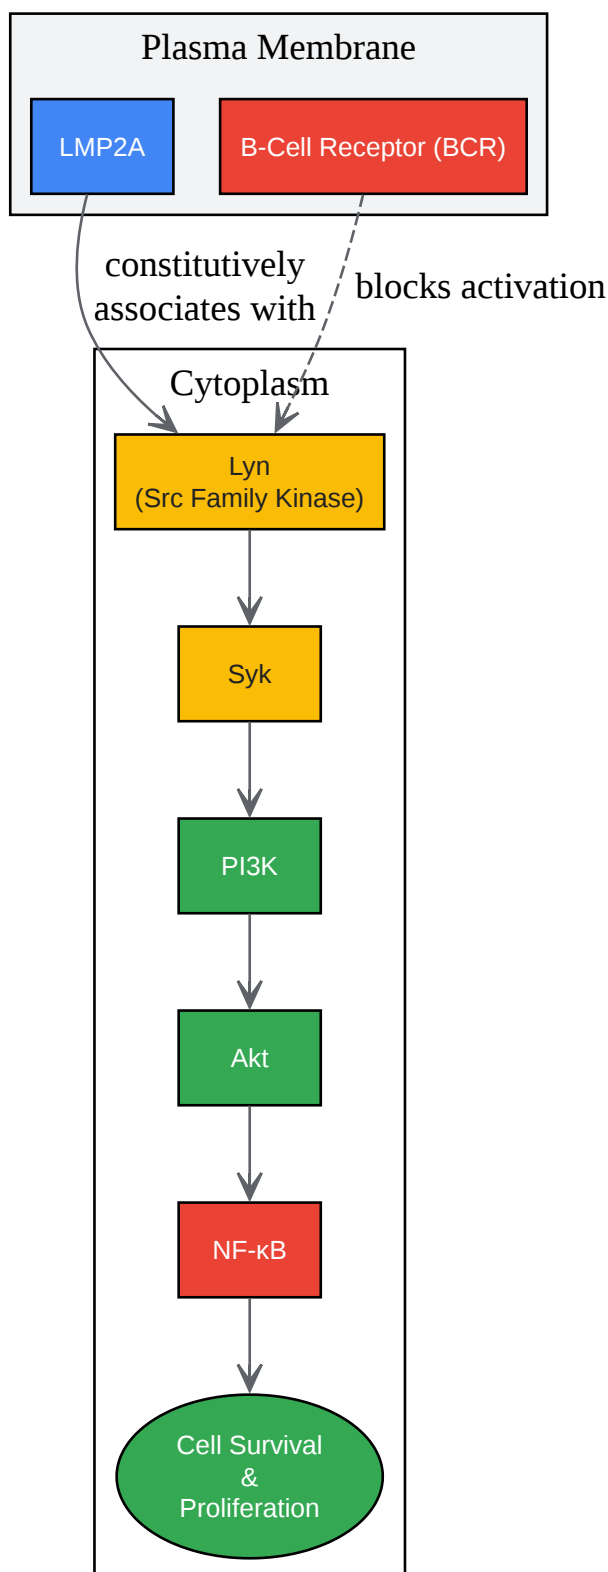 Plasma Membrane
LMP2A
B-Cell Receptor (BCR)
constitutively
associates with
blocks activation
Cytoplasm
Lyn
(Src Family Kinase)
Syk
PI3K
Akt
NF-κB
Cell Survival
&
Proliferation